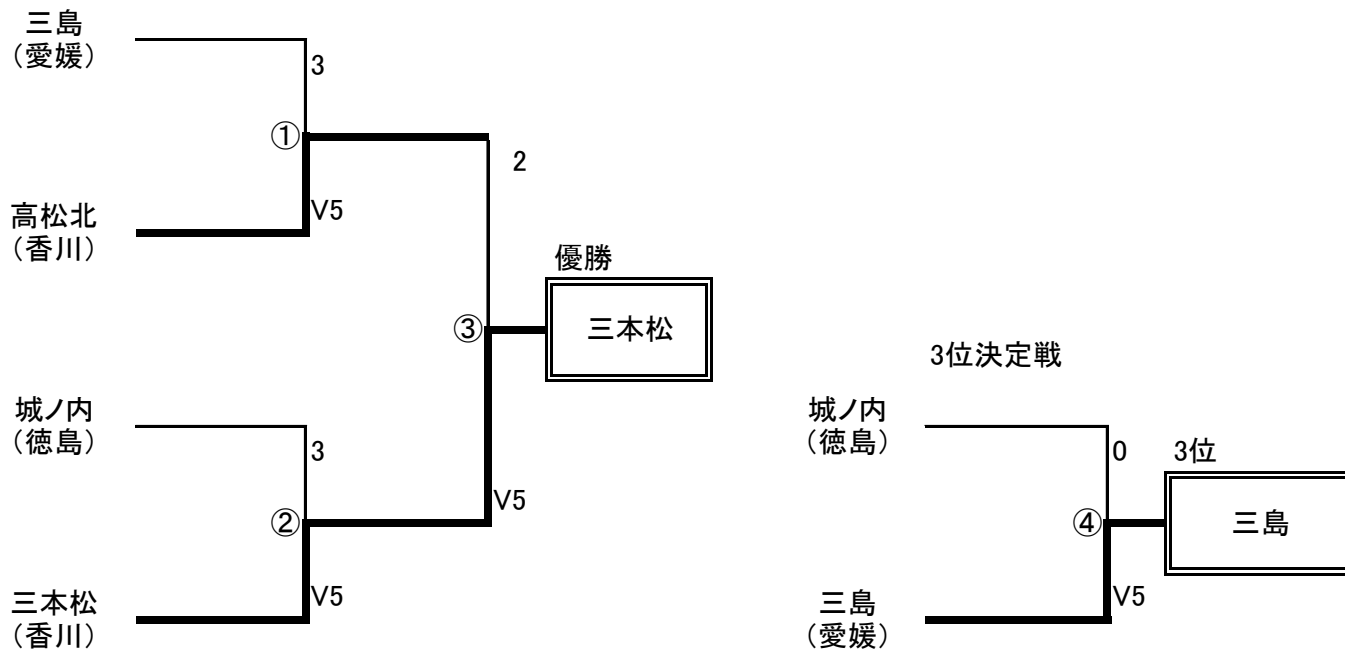 三島
（愛媛）
3
①
2
V5
高松北
（香川）
優勝
三本松
③
城ノ内
（徳島）
3
②
V5
V5
三本松
（香川）
3位決定戦
城ノ内
（徳島）
0
3位
④
三島
V5
三島
（愛媛）